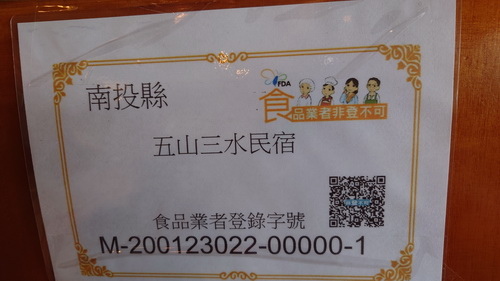 南投縣
FDA
食品業者非登不可
五山三水民宿
食品業者登錄字號
M-200123022-00000-1